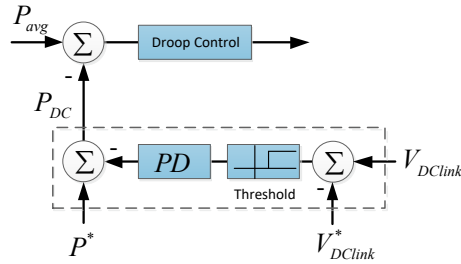 P_avg
Σ
Droop Control
-
P_DC
Σ
-
PD
Threshold
Σ
-
V_DClink
P*
V*_DClink